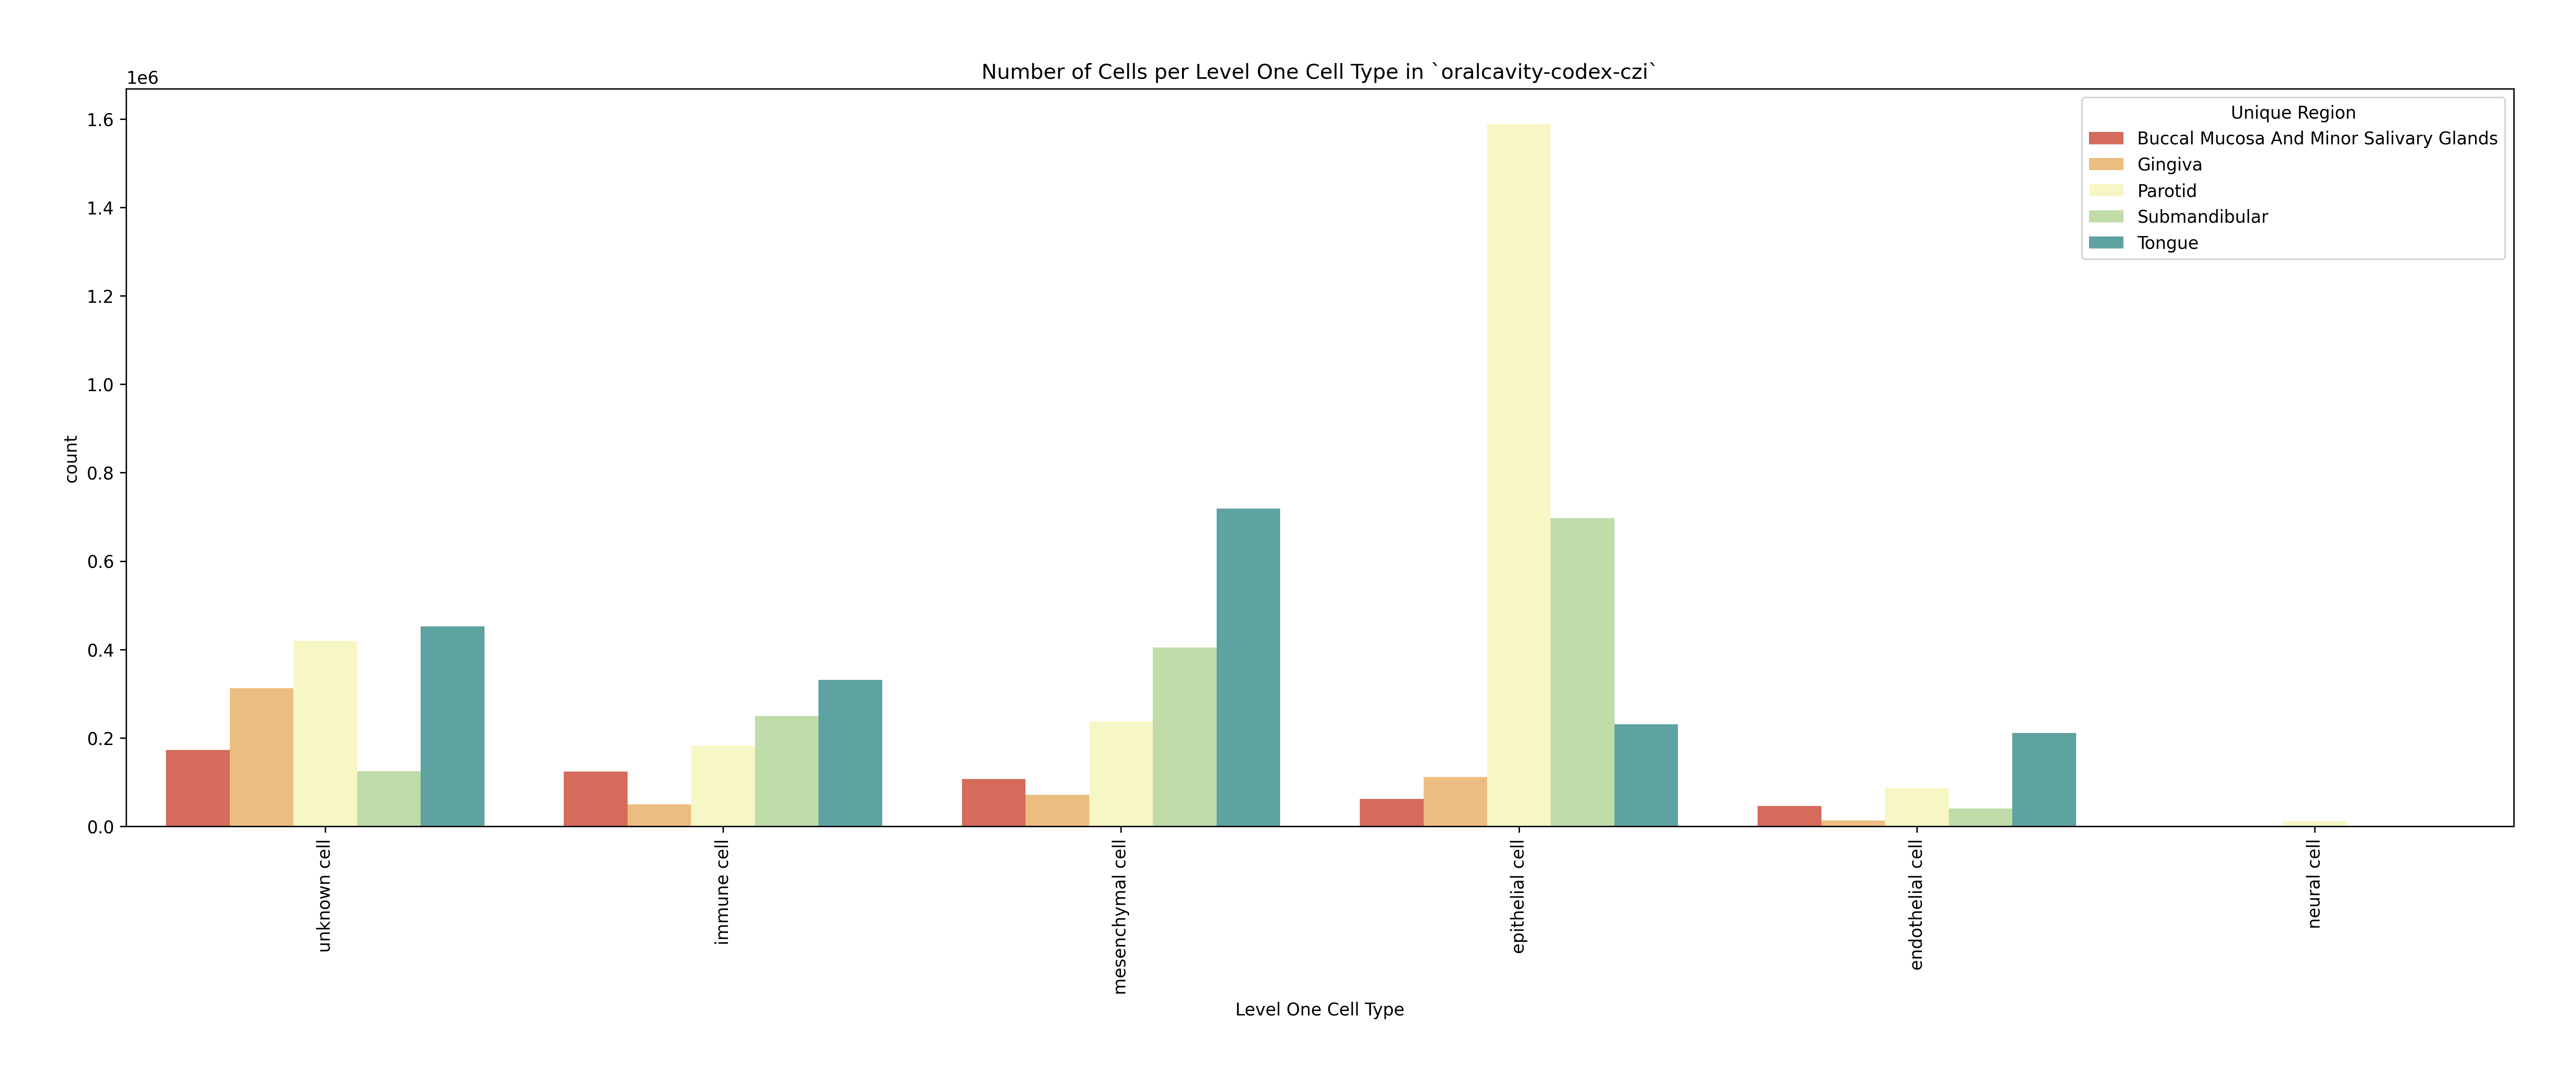 Number of Cells per Level One Cell Type in `oralcavity-codex-czi`
1e6
1.6
1.4
1.2
1.0
0.8
0.6
0.4
0.2
0.0
count
Unique Region
Buccal Mucosa And Minor Salivary Glands
Gingiva
Parotid
Submandibular
Tongue
unknown cell
immune cell
mesenchymal cell
epithelial cell
endothelial cell
neural cell
Level One Cell Type